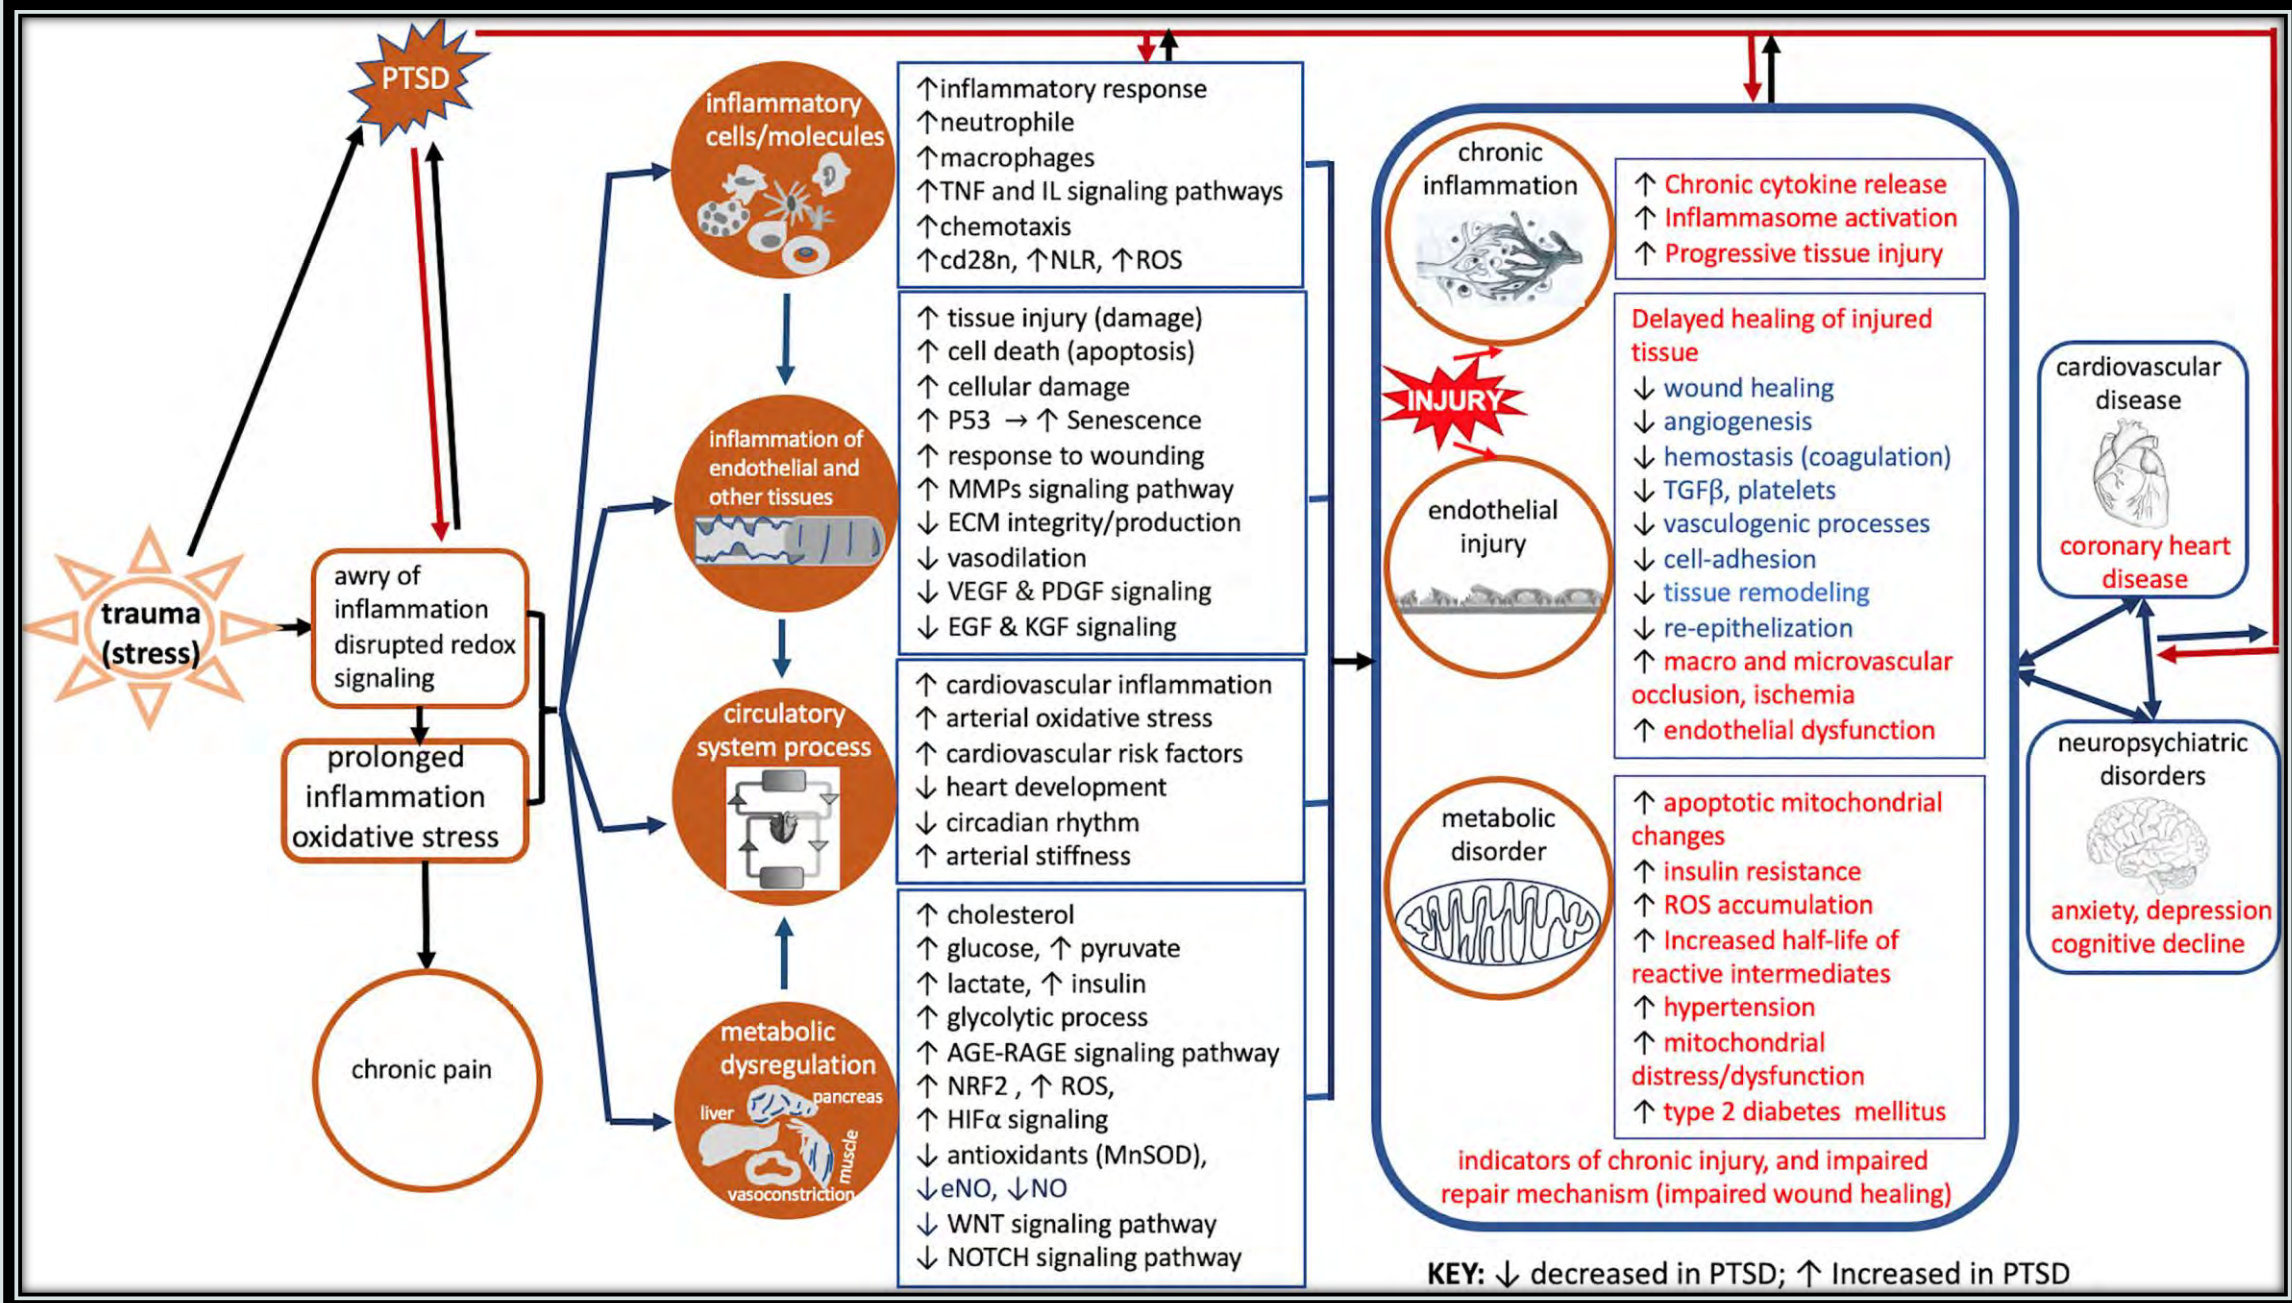 PTSD
trauma
(stress)
awry of
inflammation
disrupted redox
signaling
prolonged
inflammation
oxidative stress
chronic pain
inflammatory
cells/molecules
↑inflammatory response
↑neutrophile
↑macrophages
↑TNF and IL signaling pathways
↑chemotaxis
↑cd28n, ↑NLR, ↑ROS
inflammation of
endothelial and
other tissues
↑ tissue injury (damage)
↑ cell death (apoptosis)
↑ cellular damage
↑ P53 → ↑ Senescence
↑ response to wounding
↑ MMPs signaling pathway
↓ ECM integrity/production
↓ vasodilation
↓ VEGF & PDGF signaling
↓ EGF & KGF signaling
circulatory
system process
↑ cardiovascular inflammation
↑ arterial oxidative stress
↑ cardiovascular risk factors
↓ heart development
↓ circadian rhythm
↑ arterial stiffness
metabolic
dysregulation
pancreas
liver
muscle
vasoconstriction
↑ cholesterol
↑ glucose, ↑ pyruvate
↑ lactate, ↑ insulin
↑ glycolytic process
↑ AGE-RAGE signaling pathway
↑ NRF2 , ↑ ROS,
↑ HIFα signaling
↓ antioxidants (MnSOD),
↓eNO, ↓NO
↓ WNT signaling pathway
↓ NOTCH signaling pathway
chronic
inflammation
↑ Chronic cytokine release
↑ Inflammasome activation
↑ Progressive tissue injury
INJURY
endothelial
injury
Delayed healing of injured
tissue
↓ wound healing
↓ angiogenesis
↓ hemostasis (coagulation)
↓ TGFβ, platelets
↓ vasculogenic processes
↓ cell-adhesion
↓ tissue remodeling
↓ re-epithelization
↑ macro and microvascular
occlusion, ischemia
↑ endothelial dysfunction
metabolic
disorder
↑ apoptotic mitochondrial
changes
↑ insulin resistance
↑ ROS accumulation
↑ Increased half-life of
reactive intermediates
↑ hypertension
↑ mitochondrial
distress/dysfunction
↑ type 2 diabetes mellitus
indicators of chronic injury, and impaired
repair mechanism (impaired wound healing)
cardiovascular
disease
coronary heart
disease
neuropsychiatric
disorders
anxiety, depression
cognitive decline
KEY: ↓ decreased in PTSD; ↑ Increased in PTSD